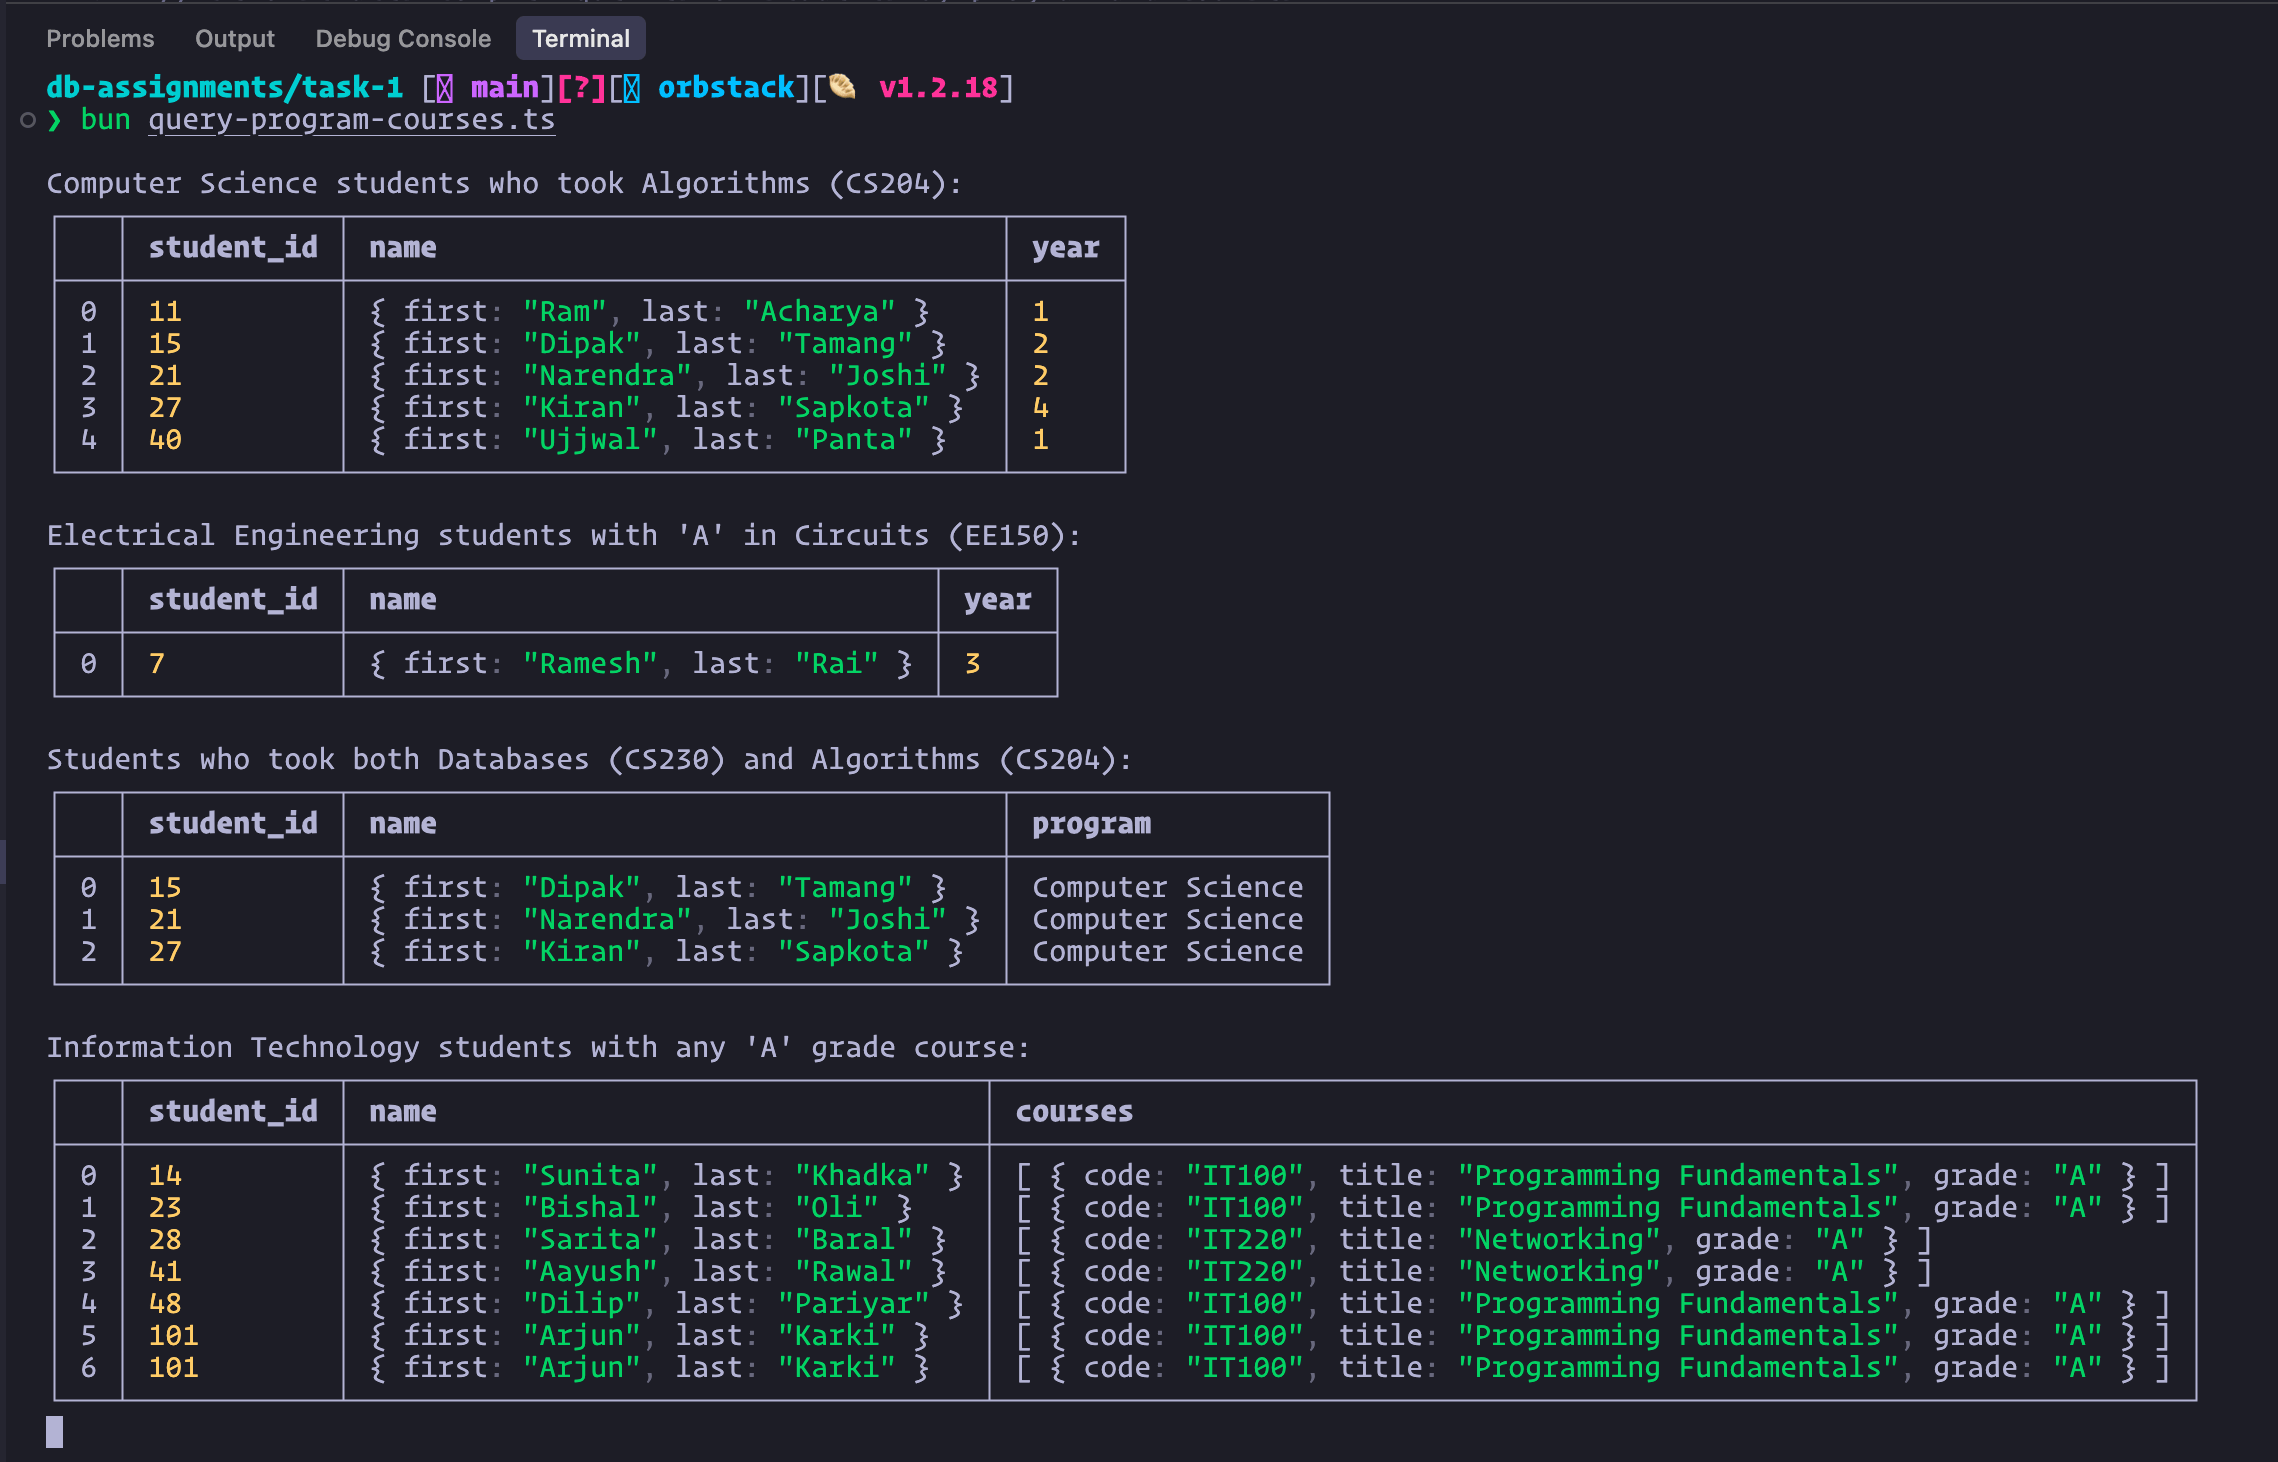 Problems Output Debug Console Terminal
db-assignments/task-1 [ main][?][ orbstack][🥟 v1.2.18]
❯ bun query-program-courses.ts
Computer Science students who took Algorithms (CS204):
student_id name year
0 11 { first: "Ram", last: "Acharya" } 1
1 15 { first: "Dipak", last: "Tamang" } 2
2 21 { first: "Narendra", last: "Joshi" } 2
3 27 { first: "Kiran", last: "Sapkota" } 4
4 40 { first: "Ujjwal", last: "Panta" } 1
Electrical Engineering students with 'A' in Circuits (EE150):
student_id name year
0 7 { first: "Ramesh", last: "Rai" } 3
Students who took both Databases (CS230) and Algorithms (CS204):
student_id name program
0 15 { first: "Dipak", last: "Tamang" } Computer Science
1 21 { first: "Narendra", last: "Joshi" } Computer Science
2 27 { first: "Kiran", last: "Sapkota" } Computer Science
Information Technology students with any 'A' grade course:
student_id name courses
0 14 { first: "Sunita", last: "Khadka" } [ { code: "IT100", title: "Programming Fundamentals", grade: "A" } ]
1 23 { first: "Bishal", last: "Oli" } [ { code: "IT100", title: "Programming Fundamentals", grade: "A" } ]
2 28 { first: "Sarita", last: "Baral" } [ { code: "IT220", title: "Networking", grade: "A" } ]
3 41 { first: "Aayush", last: "Rawal" } [ { code: "IT220", title: "Networking", grade: "A" } ]
4 48 { first: "Dilip", last: "Pariyar" } [ { code: "IT100", title: "Programming Fundamentals", grade: "A" } ]
5 101 { first: "Arjun", last: "Karki" } [ { code: "IT100", title: "Programming Fundamentals", grade: "A" } ]
6 101 { first: "Arjun", last: "Karki" } [ { code: "IT100", title: "Programming Fundamentals", grade: "A" } ]